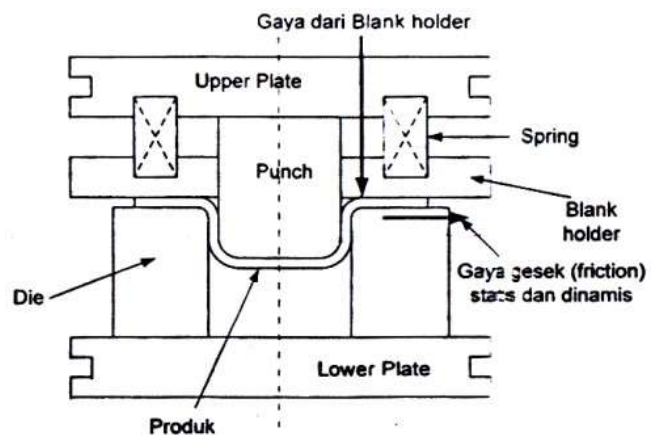 Gaya dari Blank holder
Upper Plate
Spring
Punch
Blank
holder
Gaya gesek (friction)
stats dan dinamis
Die
Lower Plate
Produk